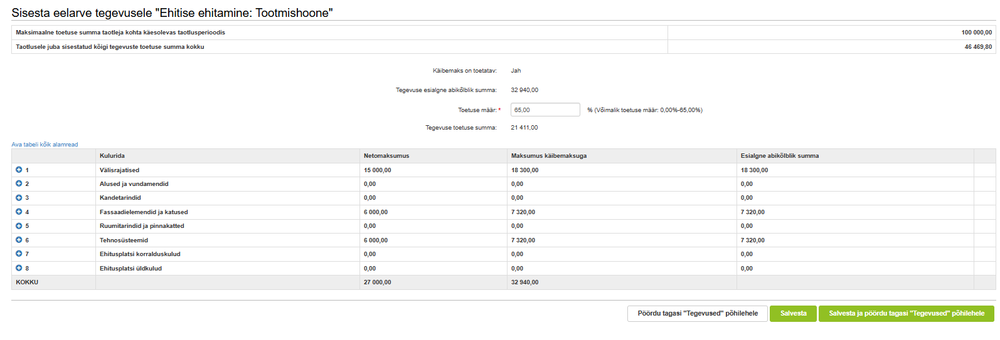 Sisesta eelarve tegevusele "Ehitise ehitamine: Tootmishoone"
Maksimaalne toetuse summa taotleja kohta käesolevas taotlusperioodis 100 000,00
Taotlusele juba sisestatud kõigi tegevuste toetuse summa kokku 46 469,80
Käibemaks on toetatav: Jah
Tegevuse esialgne abikõlblik summa: 32 940,00
Toetuse määr: * 65,00 % (Võimalik toetuse määr: 0,00%-65,00%)
Tegevuse toetuse summa: 21 411,00
Ava tabeli kõik alamread
Kulurida Netomaksumus Maksumus käibemaksuga Esialgne abikõlblik summa
1 Välisrajatised 15 000,00 18 300,00 18 300,00
2 Alused ja vundamendid 0,00 0,00 0,00
3 Kandetarindid 0,00 0,00 0,00
4 Fassaadielemendid ja katused 6 000,00 7 320,00 7 320,00
5 Ruumitarindid ja pinnakatted 0,00 0,00 0,00
6 Tehnosüsteemid 6 000,00 7 320,00 7 320,00
7 Ehitusplatsi korralduskulud 0,00 0,00 0,00
8 Ehitusplatsi üldkulud 0,00 0,00 0,00
KOKKU 27 000,00 32 940,00
Pöördu tagasi "Tegevused" põhilehele Salvesta Salvesta ja pöördu tagasi "Tegevused" põhilehele